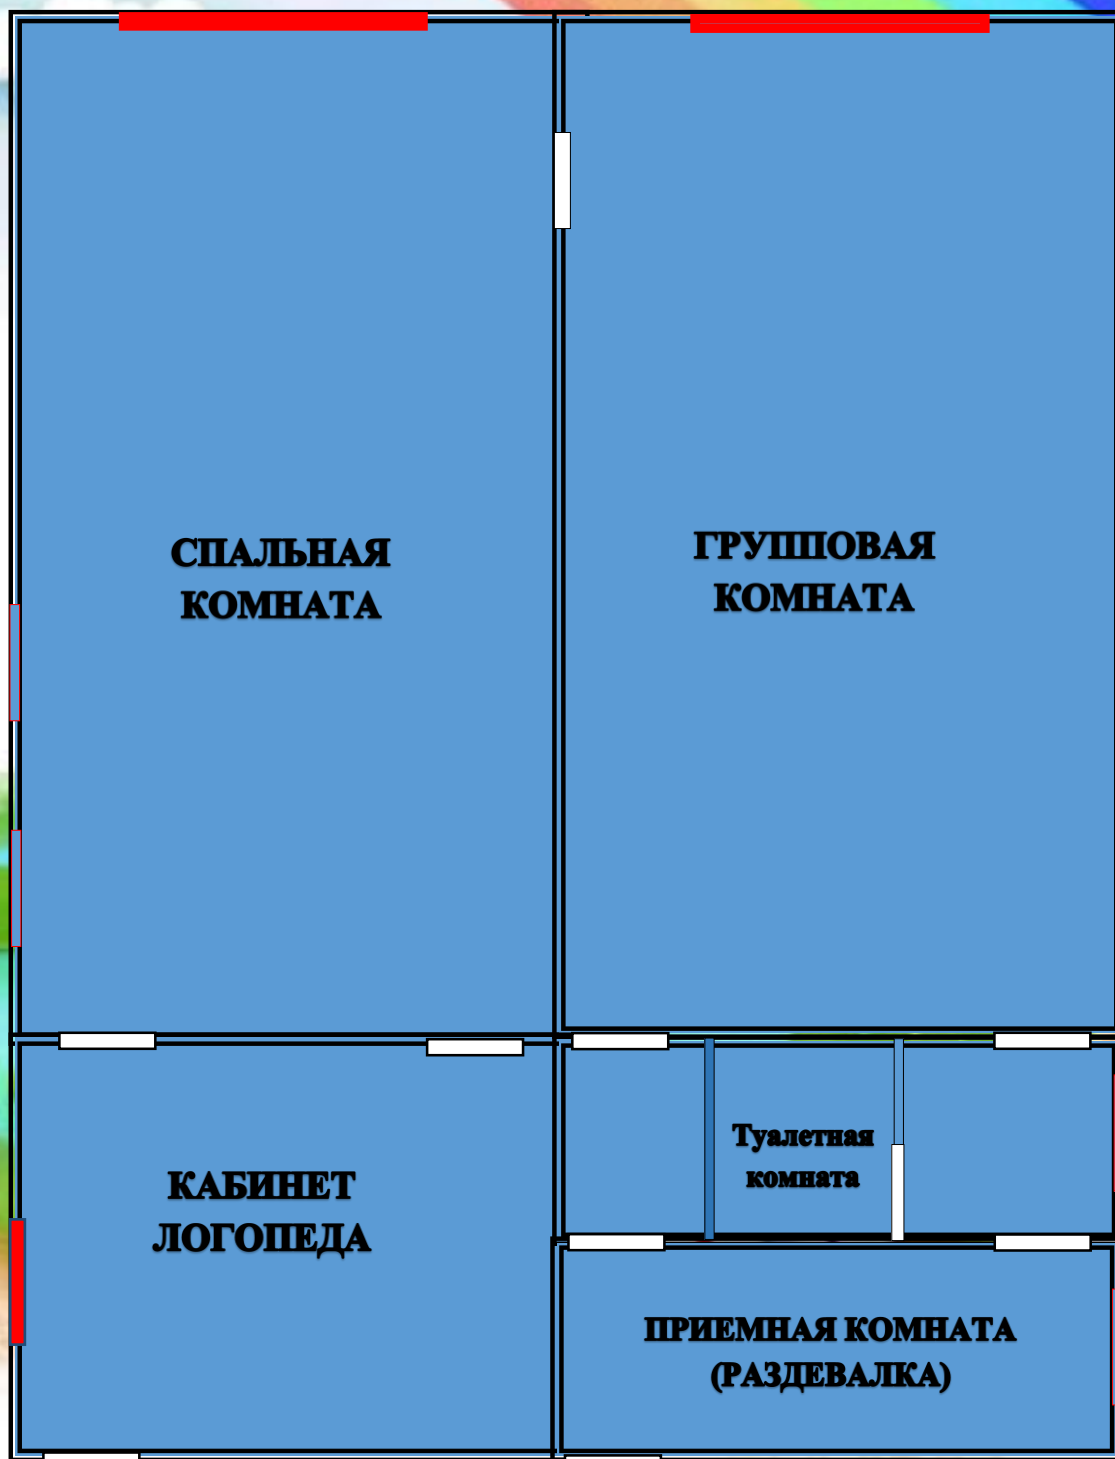 СПАЛЬНАЯ
КОМНАТА
ГРУППОВАЯ
КОМНАТА
Туалетная
комната
КАБИНЕТ
ЛОГОПЕДА
ПРИЕМНАЯ КОМНАТА
(РАЗДЕВАЛКА)